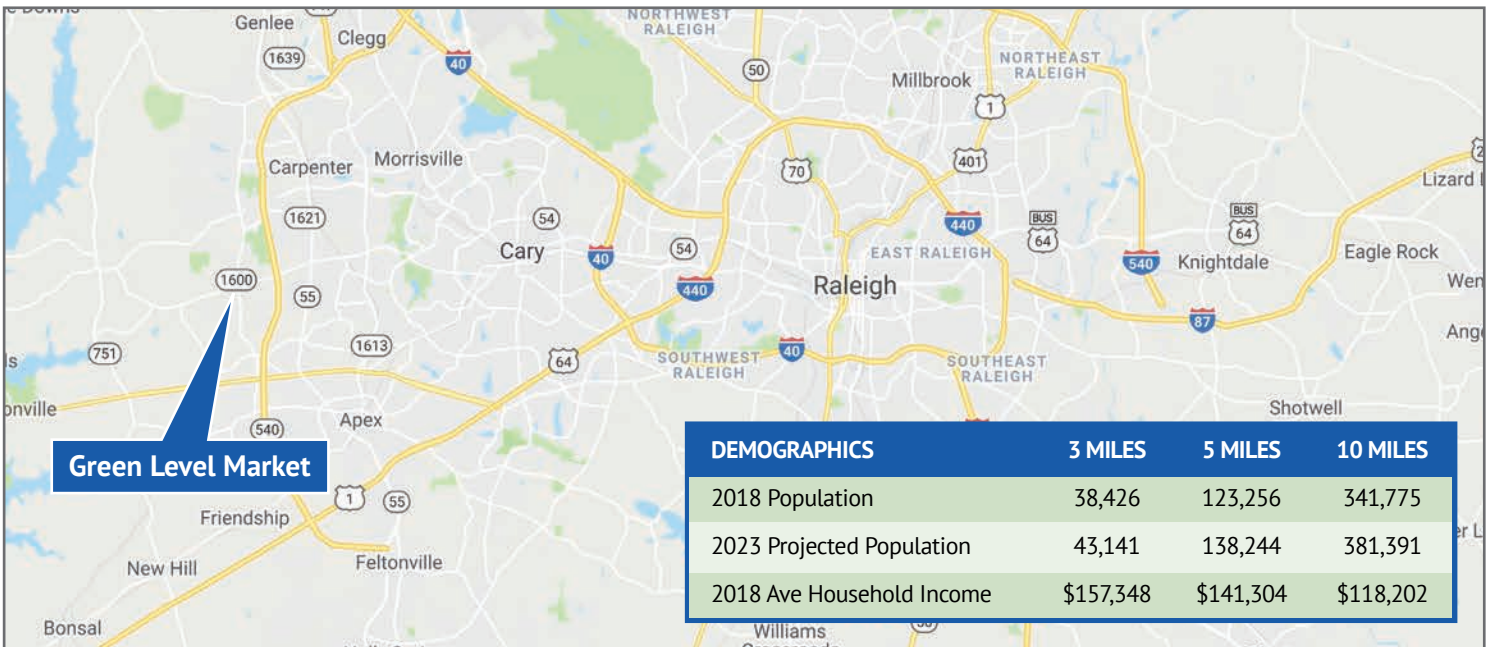 Genlee
Clegg
1639
40
NORTHWEST
RALEIGH
50
NORTHEAST
RALEIGH
Millbrook
1
Carpenter
Morrisville
70
401
Lizard
1621
54
Cary
40
54
440
BUS
64
BUS
64
EAST RALEIGH
440
540
Knightdale
Eagle Rock
1600
55
Raleigh
87
751
1613
64
SOUTHWEST
RALEIGH
40
SOUTHEAST
RALEIGH
Shotwell
540
Apex
Green Level Market
1
55
Friendship
New Hill
Feltonville
Bonsal
Williams
DEMOGRAPHICS 3 MILES 5 MILES 10 MILES
2018 Population 38,426 123,256 341,775
2023 Projected Population 43,141 138,244 381,391
2018 Ave Household Income $157,348 $141,304 $118,202